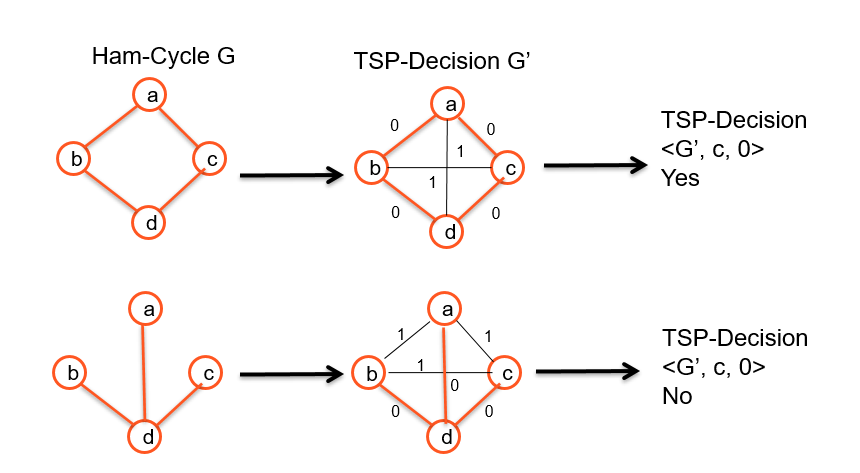 Ham-Cycle G
TSP-Decision G’
a
b
c
d
a
0
0
1
b
c
1
0
0
d
TSP-Decision
<G’, c, 0>
Yes
a
b
c
d
a
1
1
b
1
0
c
0
0
d
TSP-Decision
<G’, c, 0>
No